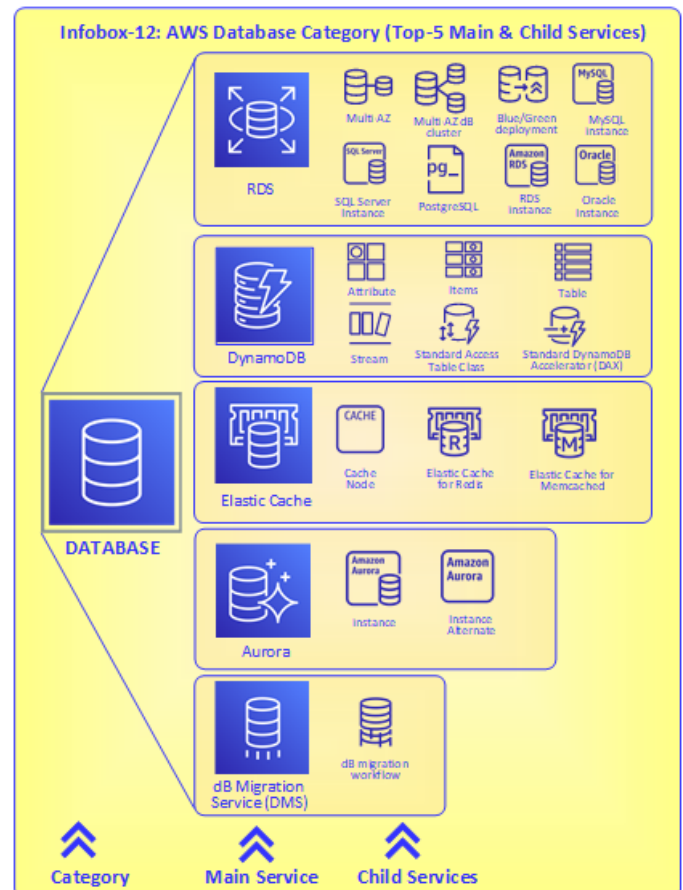 Infobox-12: AWS Database Category (Top-5 Main & Child Services)
RDS
Multi AZ
Multi AZ dB
cluster
Blue/Green
deployment
MySQL
MySQL
Instance
SQL Server
SQL Server
Instance
pg_
PostgreSQL
Amazon
RDS
RDS
Instance
Oracle
Oracle
Instance
DynamoDB
Attribute
Items
Table
Stream
Standard Access
Table Class
Standard DynamoDB
Accelerator (DAX)
DATABASE
Elastic Cache
CACHE
Cache
Node
R
Elastic Cache
for Redis
M
Elastic Cache for
Memcached
Aurora
Amazon
Aurora
Instance
Amazon
Aurora
Instance
Alternate
dB Migration
Service (DMS)
dB migration
workflow
Category
Main Service
Child Services